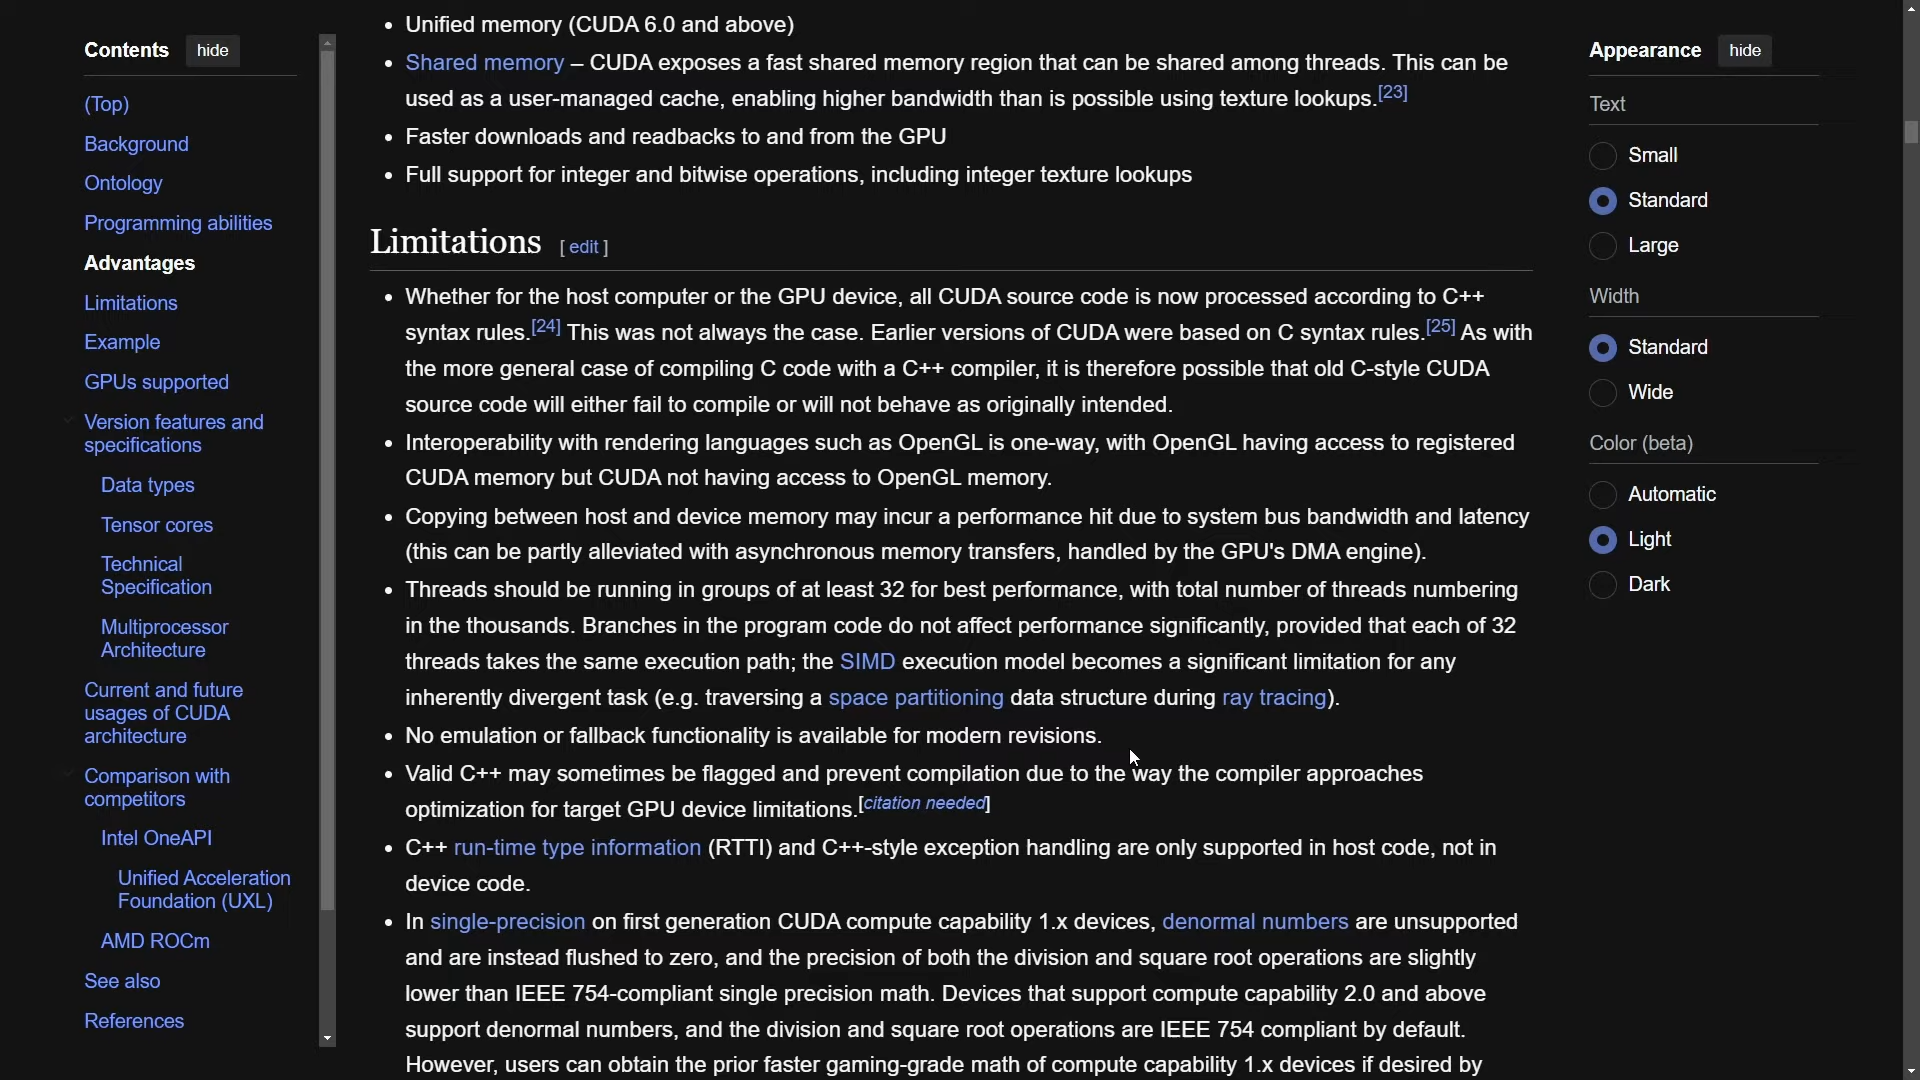 Contents hide
(Top)
Background
Ontology
Programming abilities
Advantages
Limitations
Example
GPUs supported
Version features and
specifications
Data types
Tensor cores
Technical
Specification
Multiprocessor
Architecture
Current and future
usages of CUDA
architecture
Comparison with
competitors
Intel OneAPI
Unified Acceleration
Foundation (UXL)
AMD ROCm
See also
References
• Unified memory (CUDA 6.0 and above)
• Shared memory – CUDA exposes a fast shared memory region that can be shared among threads. This can be
used as a user-managed cache, enabling higher bandwidth than is possible using texture lookups.[23]
• Faster downloads and readbacks to and from the GPU
• Full support for integer and bitwise operations, including integer texture lookups
Limitations [ edit ]
• Whether for the host computer or the GPU device, all CUDA source code is now processed according to C++
syntax rules.[24] This was not always the case. Earlier versions of CUDA were based on C syntax rules.[25] As with
the more general case of compiling C code with a C++ compiler, it is therefore possible that old C-style CUDA
source code will either fail to compile or will not behave as originally intended.
• Interoperability with rendering languages such as OpenGL is one-way, with OpenGL having access to registered
CUDA memory but CUDA not having access to OpenGL memory.
• Copying between host and device memory may incur a performance hit due to system bus bandwidth and latency
(this can be partly alleviated with asynchronous memory transfers, handled by the GPU's DMA engine).
• Threads should be running in groups of at least 32 for best performance, with total number of threads numbering
in the thousands. Branches in the program code do not affect performance significantly, provided that each of 32
threads takes the same execution path; the SIMD execution model becomes a significant limitation for any
inherently divergent task (e.g. traversing a space partitioning data structure during ray tracing).
• No emulation or fallback functionality is available for modern revisions.
• Valid C++ may sometimes be flagged and prevent compilation due to the way the compiler approaches
optimization for target GPU device limitations.[citation needed]
• C++ run-time type information (RTTI) and C++-style exception handling are only supported in host code, not in
device code.
• In single-precision on first generation CUDA compute capability 1.x devices, denormal numbers are unsupported
and are instead flushed to zero, and the precision of both the division and square root operations are slightly
lower than IEEE 754-compliant single precision math. Devices that support compute capability 2.0 and above
support denormal numbers, and the division and square root operations are IEEE 754 compliant by default.
However, users can obtain the prior faster gaming-grade math of compute capability 1.x devices if desired by
Appearance hide
Text
Small
Standard
Large
Width
Standard
Wide
Color (beta)
Automatic
Light
Dark